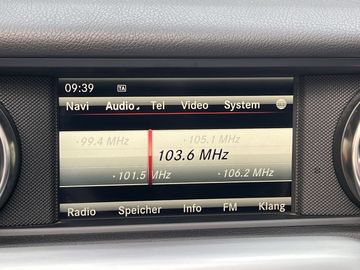 09:39 TA
Navi Audio Tel Video System
99.4 MHz 105.1 MHz
103.6 MHz
101.5 MHz 106.2 MHz
Radio Speicher Info FM Klang